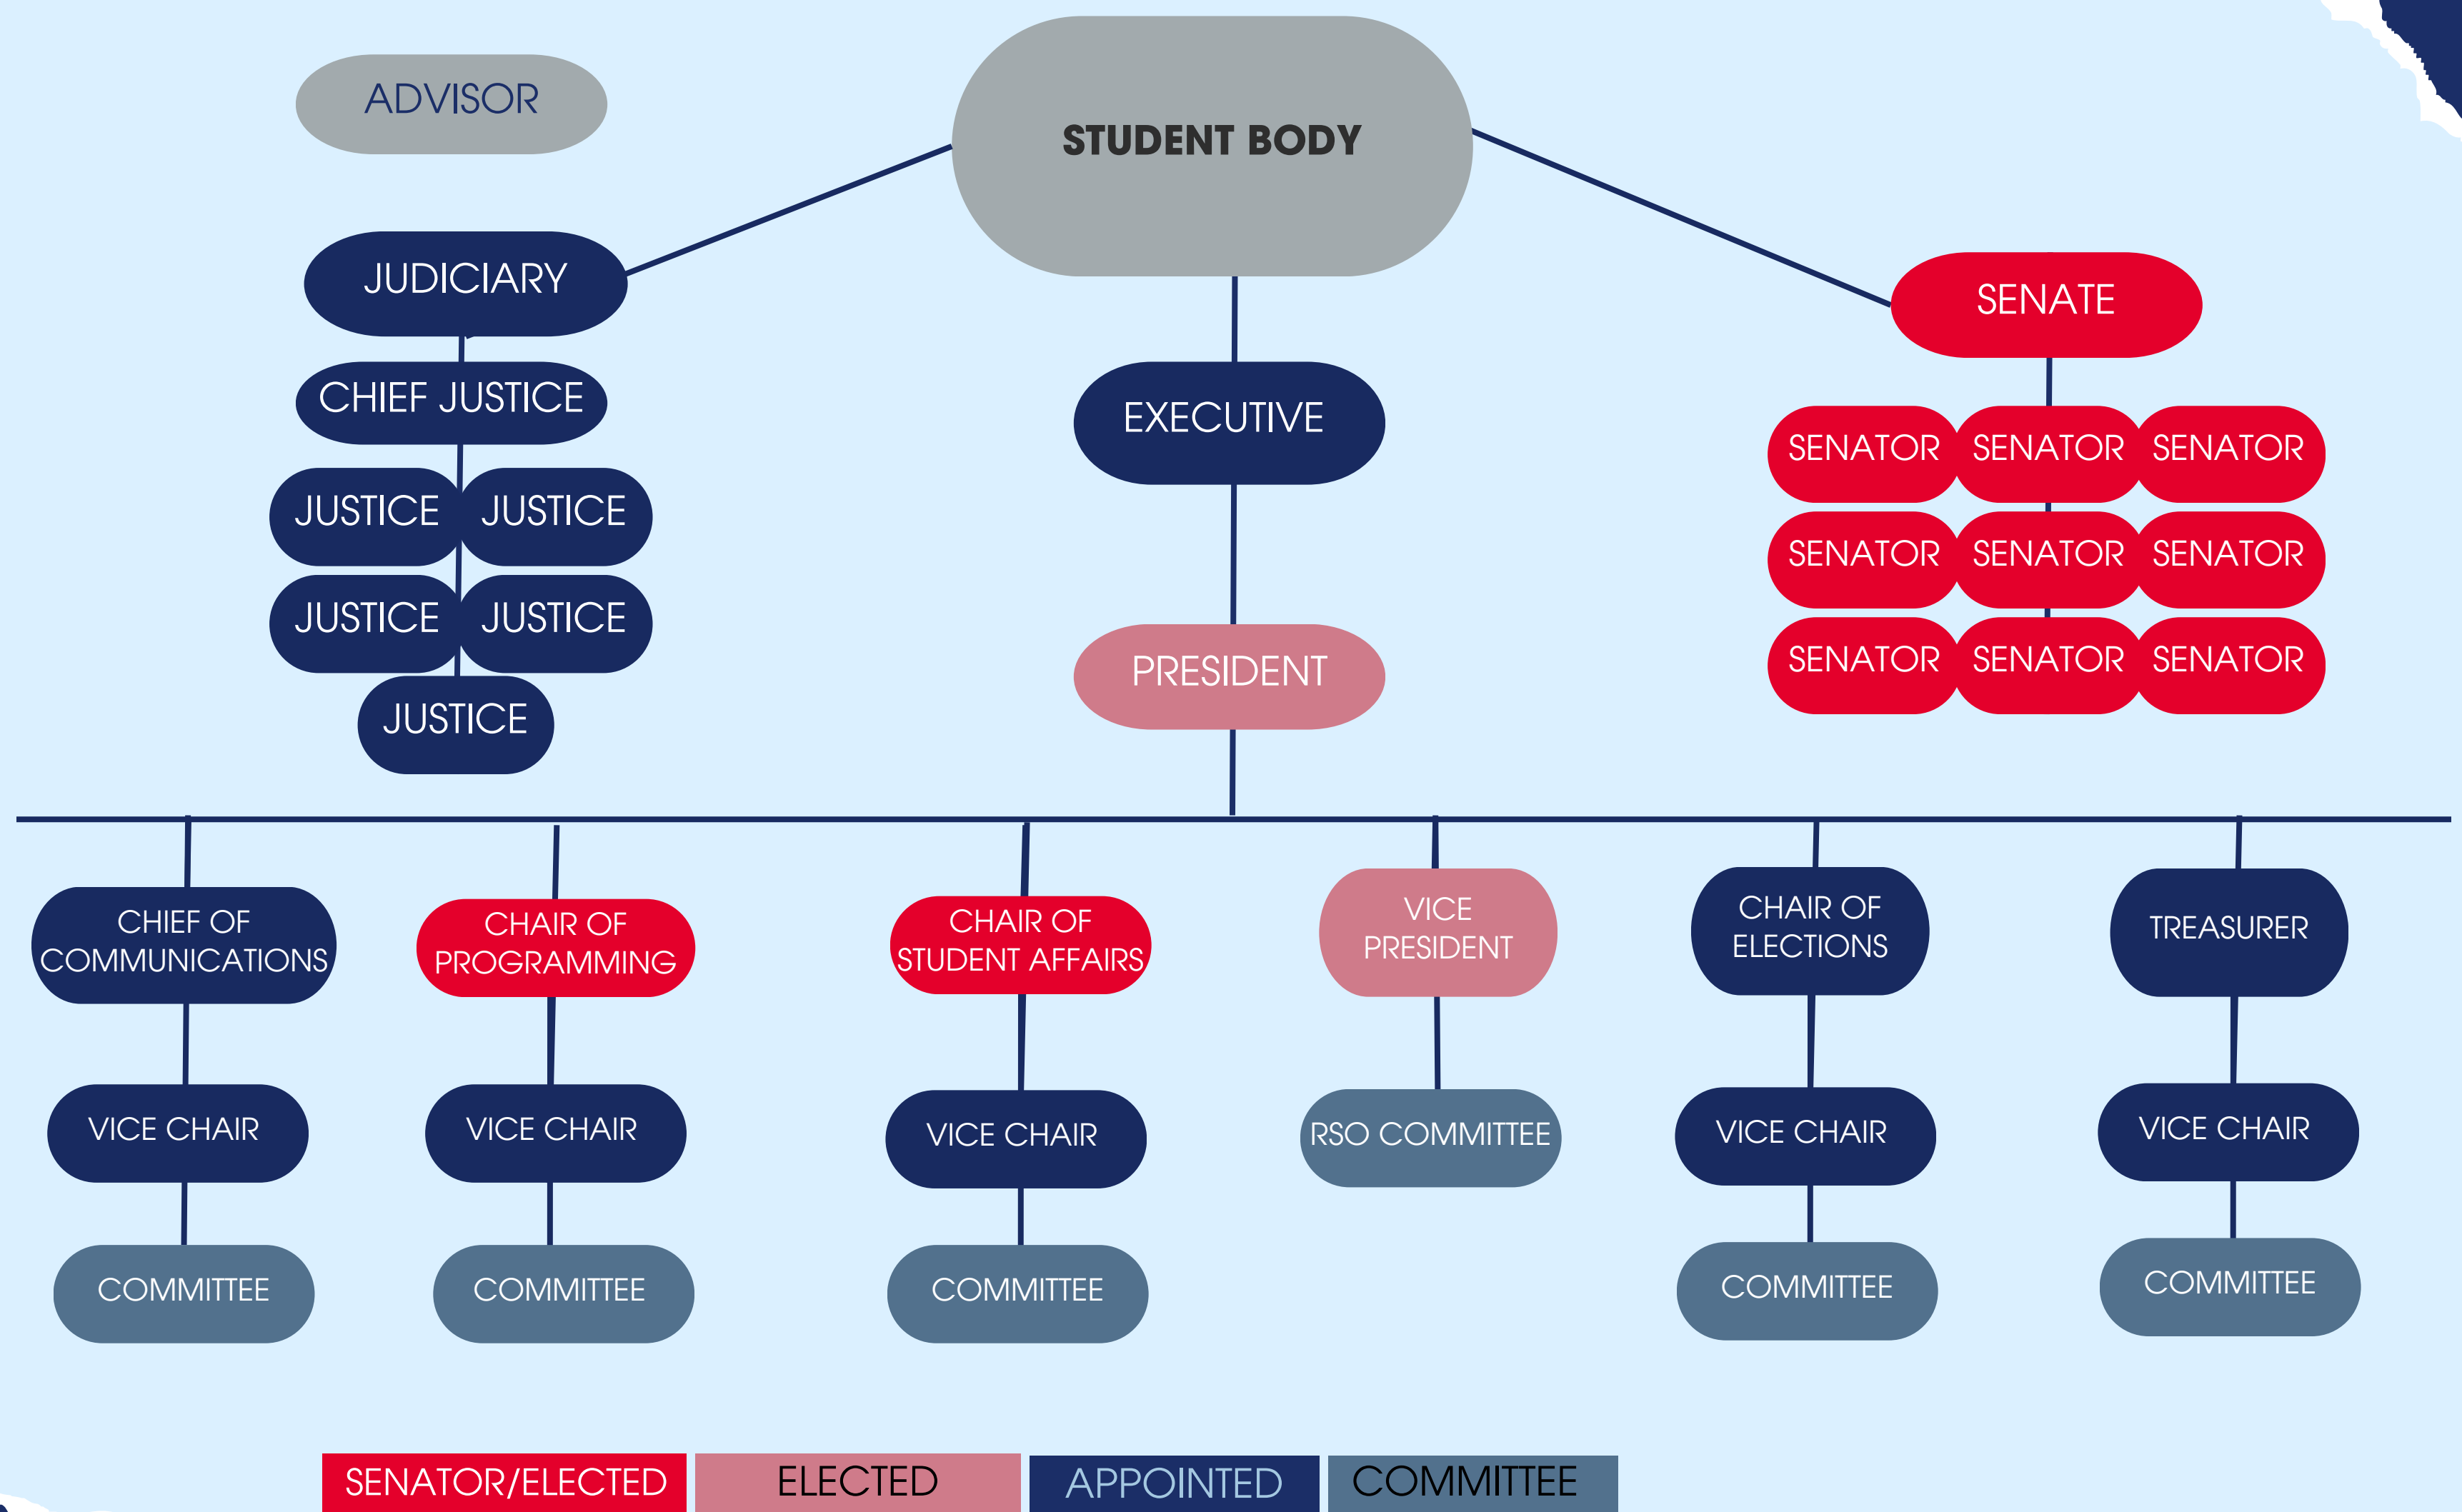 ADVISOR
STUDENT BODY
JUDICIARY
CHIEF JUSTICE
JUSTICE
JUSTICE
JUSTICE
JUSTICE
JUSTICE
EXECUTIVE
PRESIDENT
SENATE
SENATOR
SENATOR
SENATOR
SENATOR
SENATOR
SENATOR
SENATOR
SENATOR
SENATOR
CHIEF OF
COMMUNICATIONS
VICE CHAIR
COMMITTEE
CHAIR OF
PROGRAMMING
VICE CHAIR
COMMITTEE
CHAIR OF
STUDENT AFFAIRS
VICE CHAIR
COMMITTEE
VICE
PRESIDENT
RSO COMMITTEE
CHAIR OF
ELECTIONS
VICE CHAIR
COMMITTEE
TREASURER
VICE CHAIR
COMMITTEE
SENATOR/ELECTED
ELECTED
APPOINTED
COMMITTEE